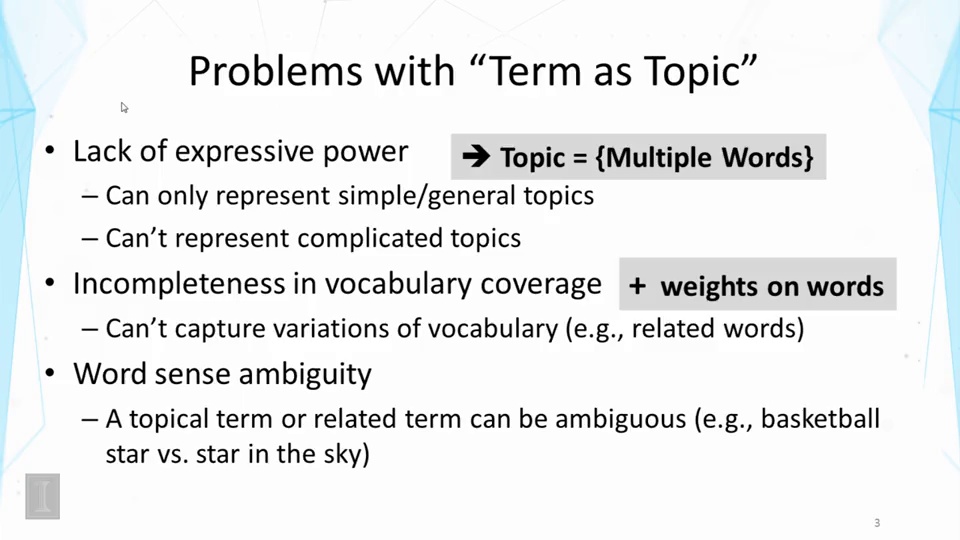 Problems with “Term as Topic”
• Lack of expressive power
➔ Topic = {Multiple Words}
– Can only represent simple/general topics
– Can’t represent complicated topics
• Incompleteness in vocabulary coverage
+ weights on words
– Can’t capture variations of vocabulary (e.g., related words)
• Word sense ambiguity
– A topical term or related term can be ambiguous (e.g., basketball
star vs. star in the sky)
I
3